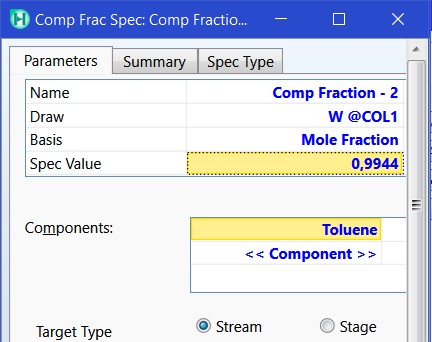 Comp Frac Spec: Comp Fractio...
Parameters Summary Spec Type
Name Comp Fraction - 2
Draw W @COL1
Basis Mole Fraction
Spec Value 0,9944
Components: Toluene
<< Component >>
Target Type Stream Stage